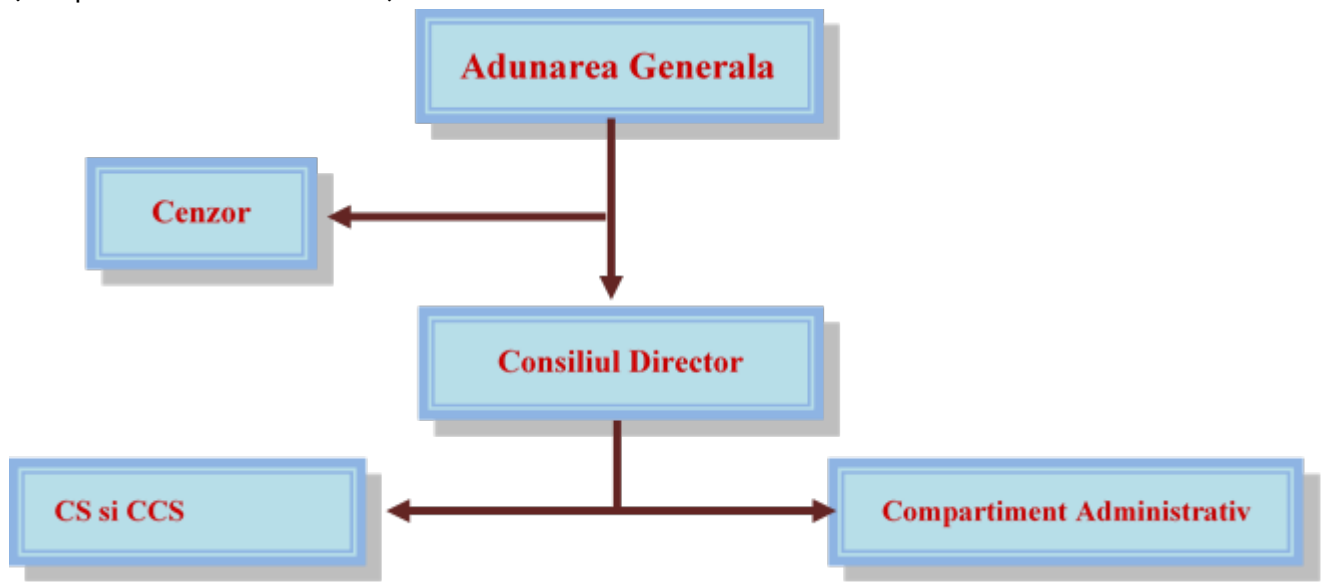 Adunarea Generala
Cenzor
Consiliul Director
CS si CCS
Compartiment Administrativ